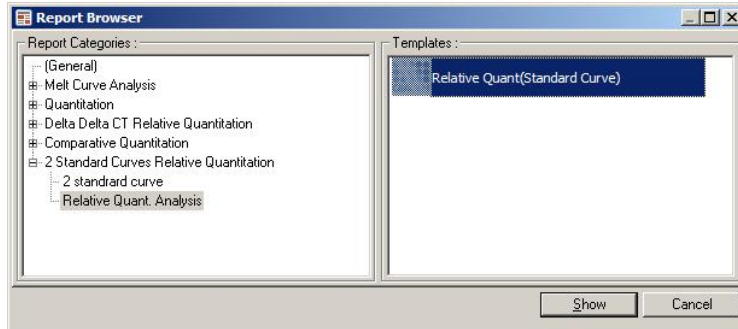 Report Browser
Report Categories :
(General)
Melt Curve Analysis
Quantitation
Delta Delta CT Relative Quantitation
Comparative Quantitation
2 Standard Curves Relative Quantitation
2 standrard curve
Relative Quant. Analysis
Templates :
Relative Quant(Standard Curve)
Show
Cancel